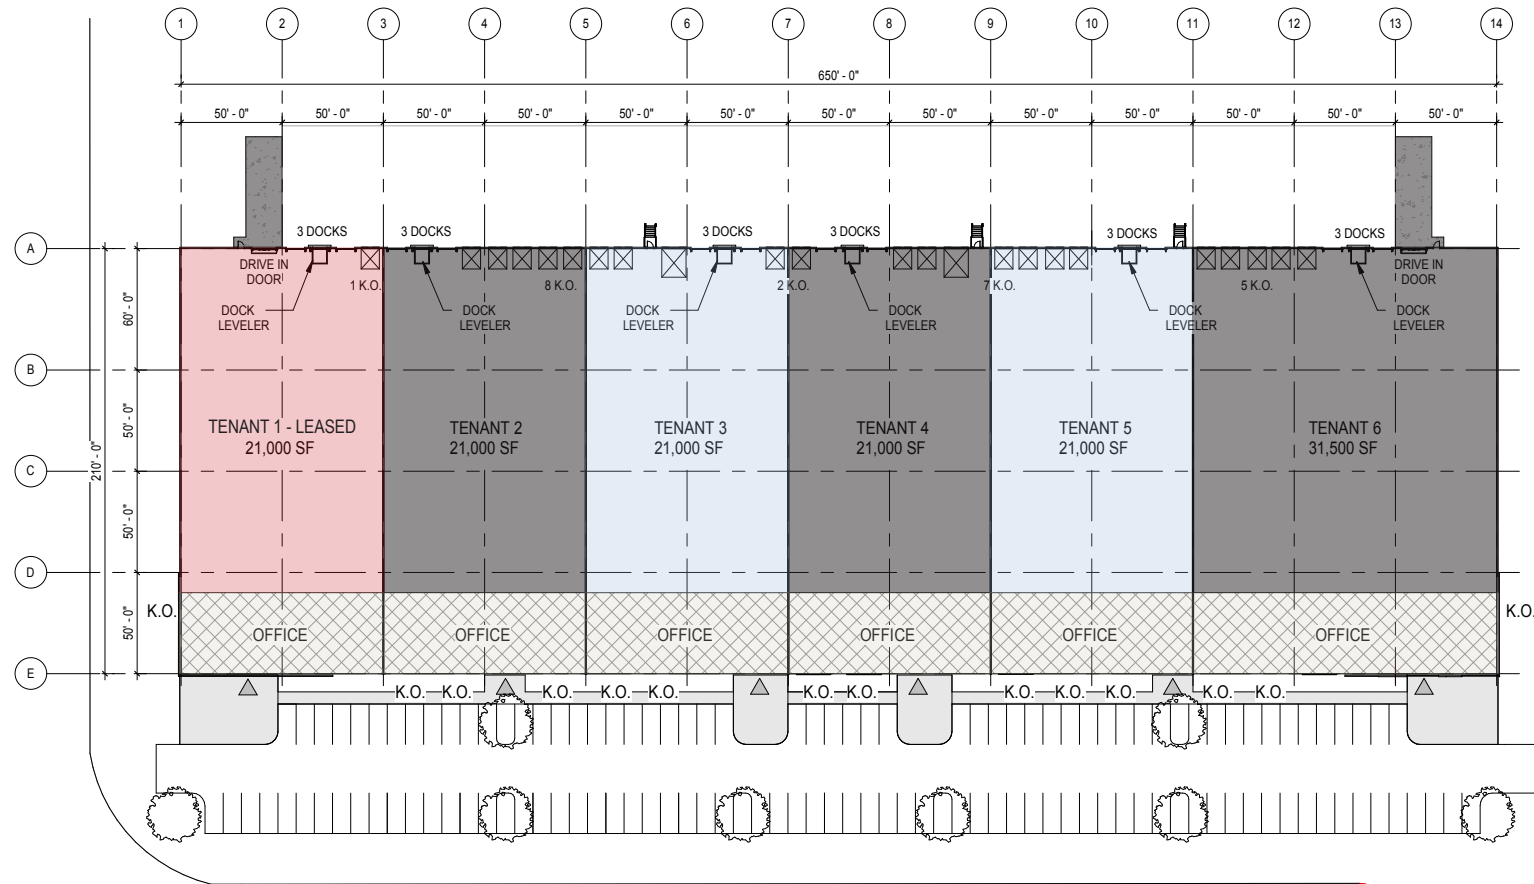 1 2 3 4 5 6 7 8 9 10 11 12 13 14
650' - 0"
50' - 0" 50' - 0" 50' - 0" 50' - 0" 50' - 0" 50' - 0" 50' - 0" 50' - 0" 50' - 0" 50' - 0" 50' - 0" 50' - 0" 50' - 0"
3 DOCKS 3 DOCKS 3 DOCKS 3 DOCKS 3 DOCKS 3 DOCKS
A
DRIVE IN
DOOR
DRIVE IN
DOOR
1 K.O. 8 K.O. 2 K.O. 7 K.O. 5 K.O.
DOCK
LEVELER
DOCK
LEVELER
DOCK
LEVELER
DOCK
LEVELER
DOCK
LEVELER
DOCK
LEVELER
60' - 0"
B
50' - 0"
210' - 0"
TENANT 1 - LEASED
21,000 SF
TENANT 2
21,000 SF
TENANT 3
21,000 SF
TENANT 4
21,000 SF
TENANT 5
21,000 SF
TENANT 6
31,500 SF
C
50' - 0"
D
50' - 0"
K.O. K.O.
OFFICE OFFICE OFFICE OFFICE OFFICE OFFICE
E
K.O. K.O. K.O. K.O. K.O. K.O. K.O. K.O. K.O. K.O. K.O. K.O.